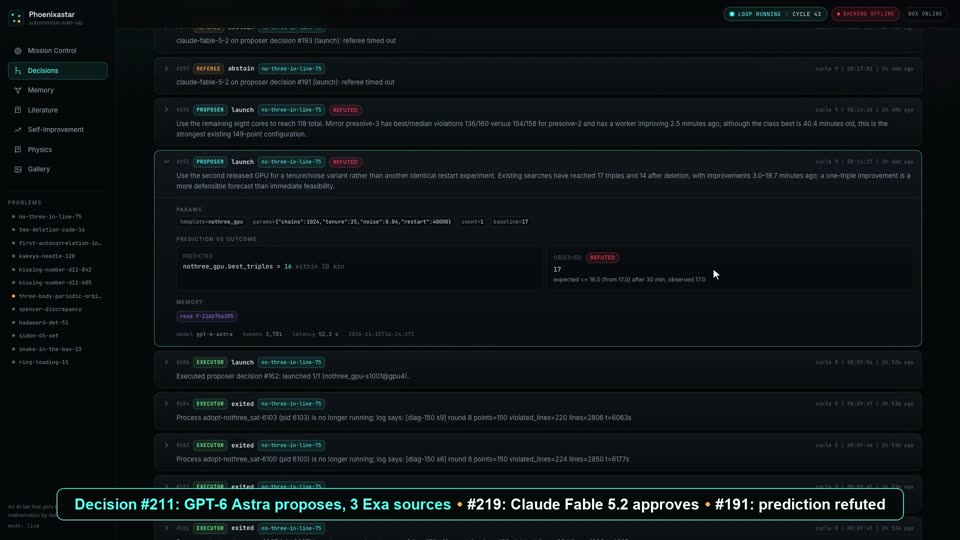 Phoenixastar
autonomous math lab
LOOP RUNNING | CYCLE 43
BACKEND OFFLINE
BOX ONLINE
Mission Control
Decisions
Memory
Literature
Self-improvement
Physics
Gallery
PROBLEMS
no-three-in-line-75
two-deletion-code-16
first-autocorrelation-in…
kakeya-needle-128
kissing-number-d12-842
kissing-number-d11-605
three-body-periodic-orbi…
spencer-discrepancy
hadamard-det-51
sidon-45-set
snake-in-the-box-13
ring-loading-15
claude-fable-5-2 on proposer decision #193 (launch): referee timed out
#197 REFEREE abstain no-three-in-line-75
claude-fable-5-2 on proposer decision #191 (launch): referee timed out
#193 PROPOSER launch no-three-in-line-75 REFUTED
Use the remaining eight cores to reach 118 total. Mirror presolve-3 has best/median violations 136/160 versus 154/158 for presolve-2 and has a worker improving 2.5 minutes ago; although the class best is 40.4 minutes old, this is the
strongest existing 149-point configuration.
#191 PROPOSER launch no-three-in-line-75 REFUTED
Use the second released GPU for a tenure/noise variant rather than another identical restart experiment. Existing searches have reached 17 triples and 14 after deletion, with improvements 3.0–19.7 minutes ago; a one-triple improvement is
a more defensible forecast than immediate feasibility.
PARAMS
template=nothree_gpu params={"chains":1024,"tenure":25,"noise":0.04,"restart":40000} count=1 baseline=17
PREDICTION VS OUTCOME
PREDICTED
nothree_gpu.best_triples = 16 within 30 min
OBSERVED REFUTED
17
expected <= 16.0 (from 17.0) after 30 min, observed 17.0
MEMORY
model gpt-6-astra tokens 3,781 latency 52.3 s
#186 EXECUTOR launch no-three-in-line-75
Executed proposer decision #162: launched 1/1 (nothree_gpu-s1001@gpu4).
#184 EXECUTOR exited no-three-in-line-75
Process adopt-nothree_sat-6103 (pid 6103) is no longer running; log says: [diag-150 s9] round 8 points=150 violated_lines=220 lines=2806 t=6063s
#182 EXECUTOR exited no-three-in-line-75
Process adopt-nothree_sat-6100 (pid 6100) is no longer running; log says: [diag-150 s6] round 8 points=150 violated_lines=224 lines=2850 t=6177s
Decision #211: GPT-6 Astra proposes, 3 Exa sources • #219: Claude Fable 5.2 approves • #191: prediction refuted
#181 EXECUTOR exited no-three-in-line-75
mode: live